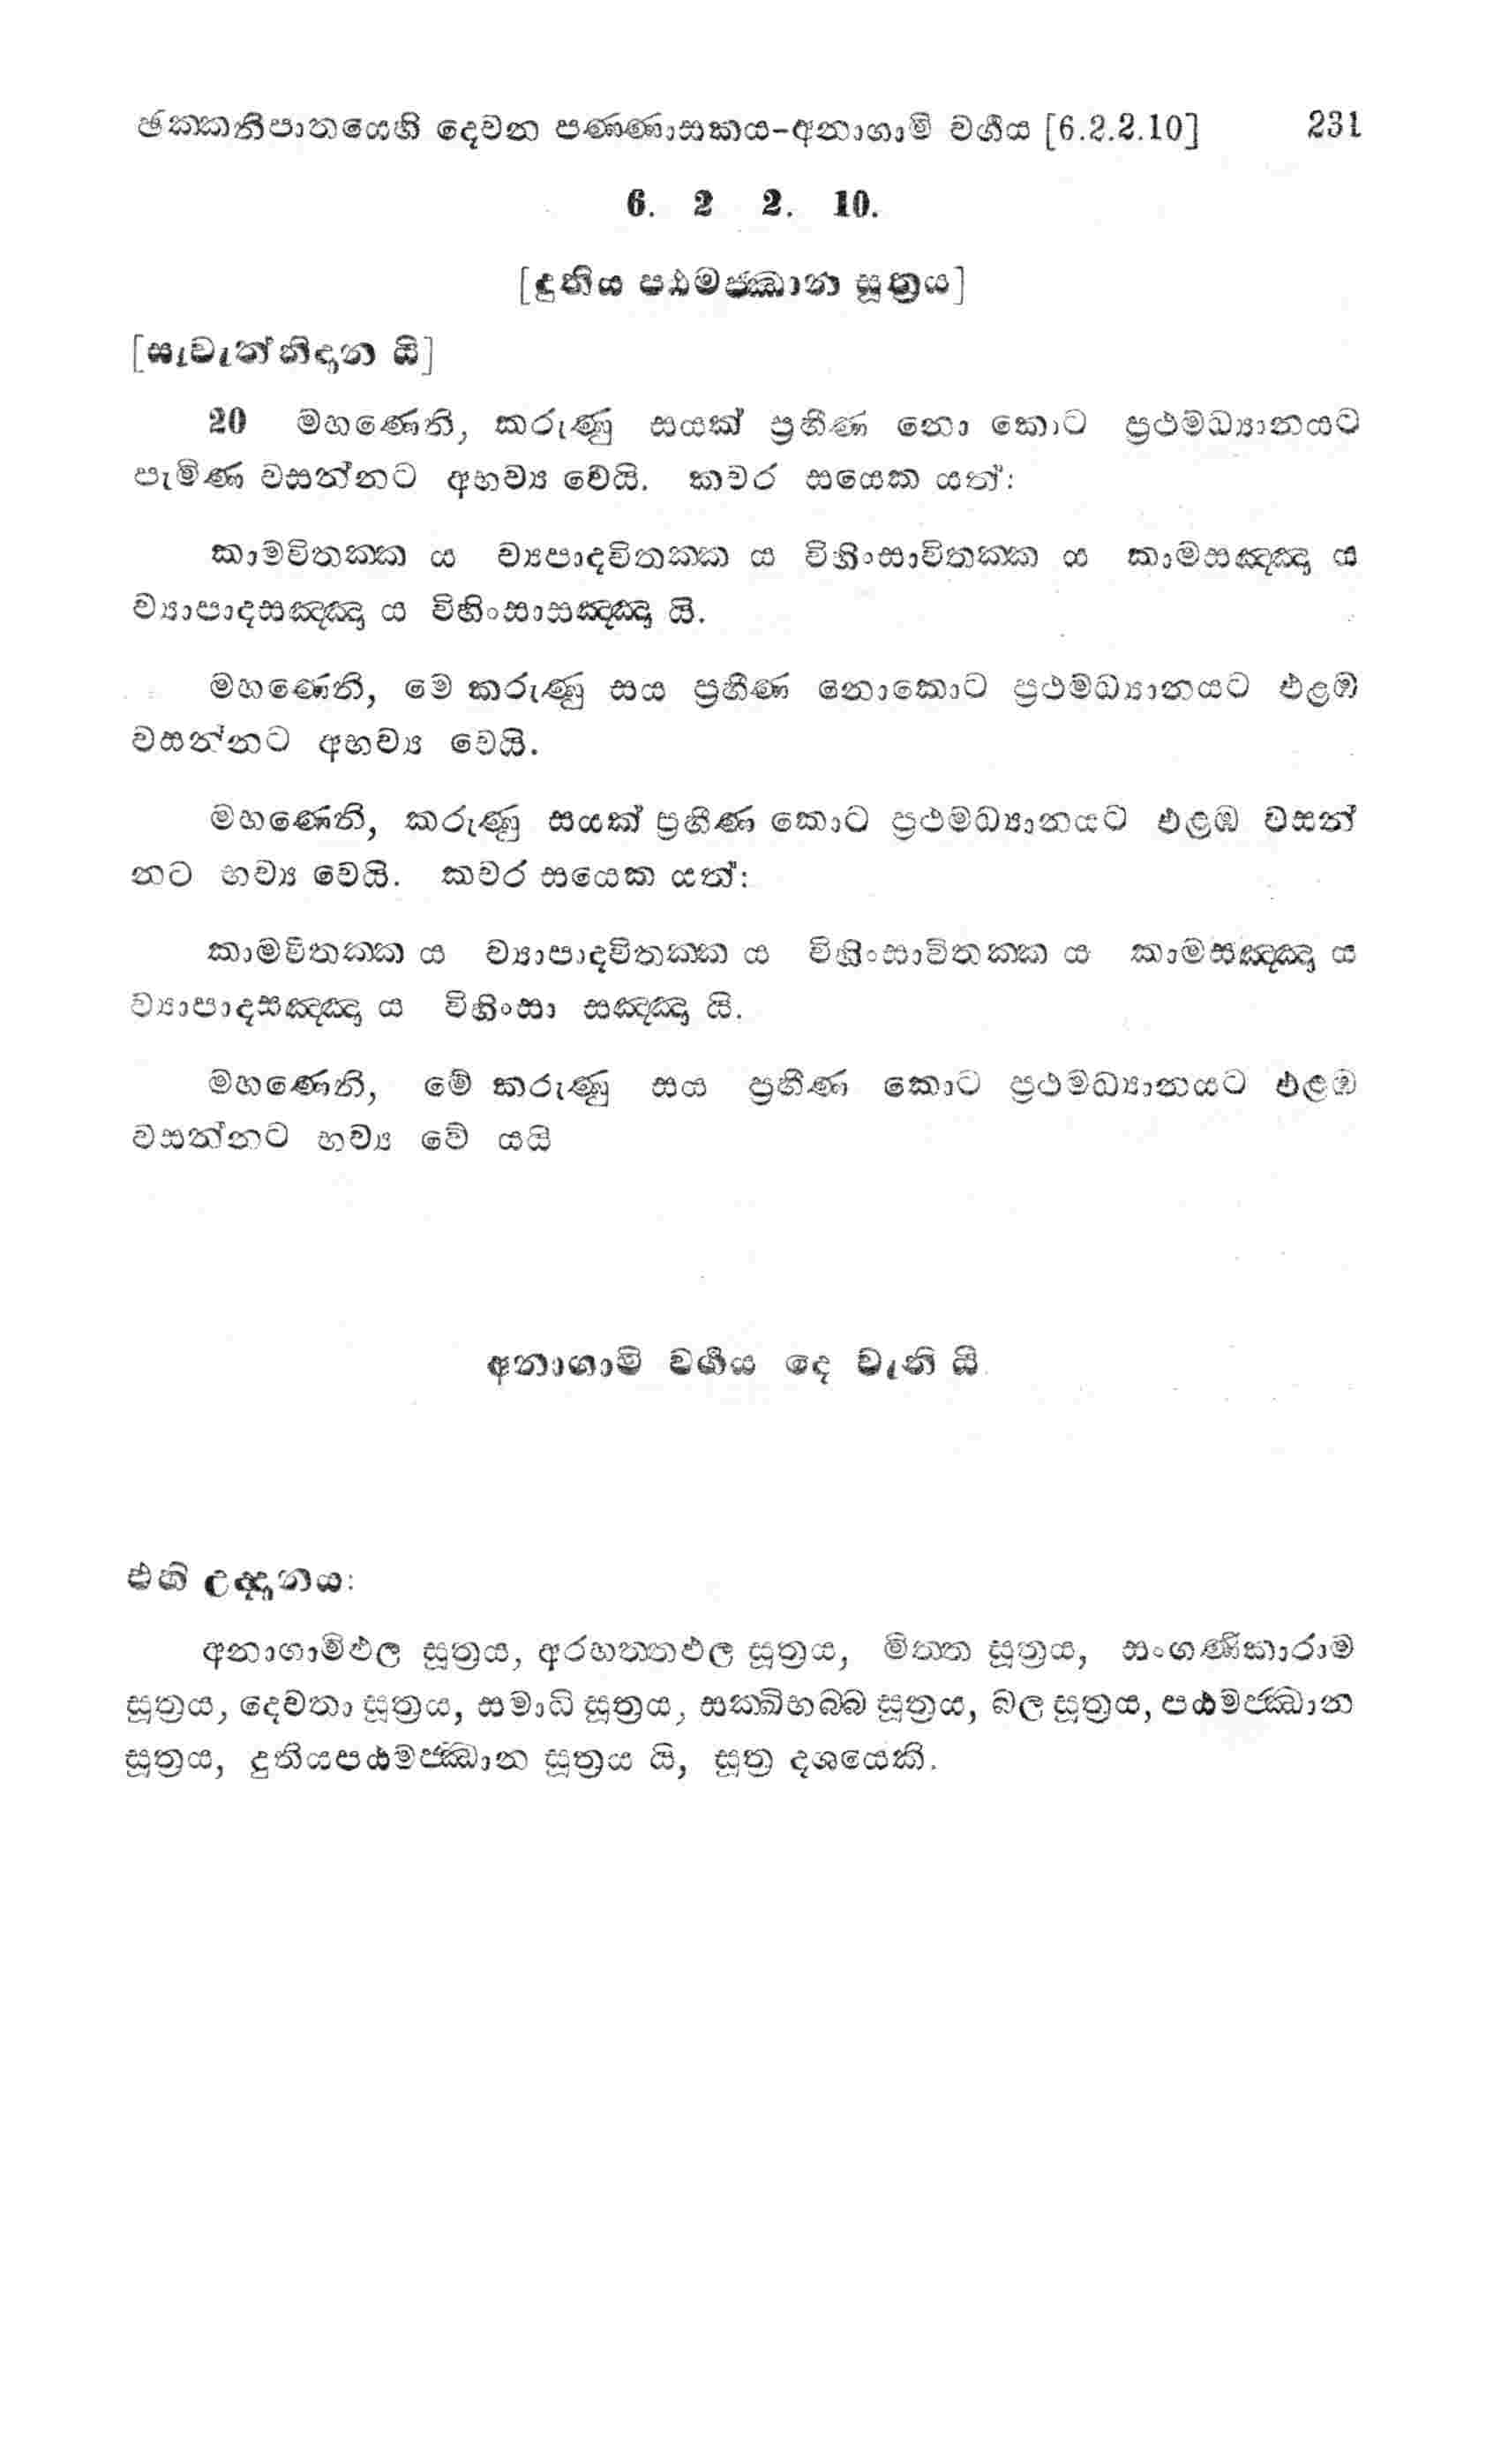 ඡක්කනිපාතයෙහි දෙවන පණ්ණාසකය-අනාගාමි වර්ගය [6.2.2.10] 231
6. 2 2. 10.
[දුතිය පඨමජ්ඣාන සූත්‍රය]
[සැවැත්නිදාන යි]
20 මහණෙනි, කරුණු සයක් ප්‍රහීණ නො කොට ප්‍රථමධ්‍යානයට
පැමිණ වසන්නට අභව්‍ය වෙයි. කවර සයෙක යත්:
කාමවිතක්ක ය ව්‍යපාදවිතක්ක ය විහිංසාවිතක්ක ය කාමසඤ්ඤා ය
ව්‍යාපාදසඤ්ඤා ය විහිංසාසඤ්ඤා යි.
මහණෙනි, මෙ කරුණු සය ප්‍රහීණ නොකොට ප්‍රථමධ්‍යානයට එළඹ
වසන්නට අභව්‍ය වෙයි.
මහණෙනි, කරුණු සයක් ප්‍රහීණ කොට ප්‍රථමධ්‍යානයට එළඹ වසන්
නට භව්‍ය වෙයි. කවර සයෙක යත්:
කාමවිතක්ක ය ව්‍යාපාදවිතක්ක ය විහිංසාවිතක්ක ය කාමසඤ්ඤා ය
ව්‍යාපාදසඤ්ඤා ය විහිංසා සඤ්ඤා යි.
මහණෙනි, මේ කරුණු සය ප්‍රහීණ කොට ප්‍රථමධ්‍යානයට එළඹ
වසන්නට භව්‍ය වේ යයි
අනාගාමි වර්ගය දෙ වැනි යි
එහි උද්දානය:
අනාගාමිඵල සූත්‍රය, අරහත්තඵල සූත්‍රය, මිත්ත සූත්‍රය, සංගණිකාරාම
සූත්‍රය, දෙවතා සූත්‍රය, සමාධි සූත්‍රය, සක්ඛිභබ්බ සූත්‍රය, බල සූත්‍රය, පඨමජ්ඣාන
සූත්‍රය, දුතියපඨමජ්ඣාන සූත්‍රය යි, සූත්‍ර දශයෙකි.